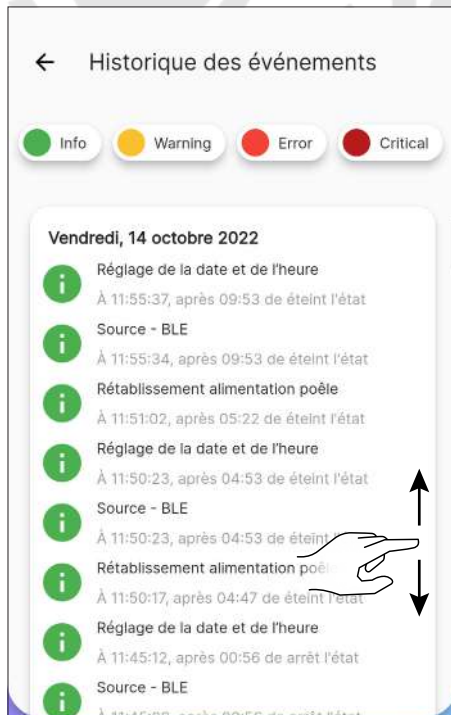 Historique des événements
Info Warning Error Critical
Vendredi, 14 octobre 2022
Réglage de la date et de l'heure
À 11:55:37, après 09:53 de éteint l'état
Source - BLE
À 11:55:34, après 09:53 de éteint l'état
Rétablissement alimentation poêle
À 11:51:02, après 05:22 de éteint l'état
Réglage de la date et de l'heure
À 11:50:23, après 04:53 de éteint l'état
Source - BLE
À 11:50:23, après 04:53 de éteint
Rétablissement alimentation
À 11:50:17, après 04:47 de éteint l'état
Réglage de la date et de l'heure
À 11:45:12, après 00:56 de arrêt l'état
Source - BLE